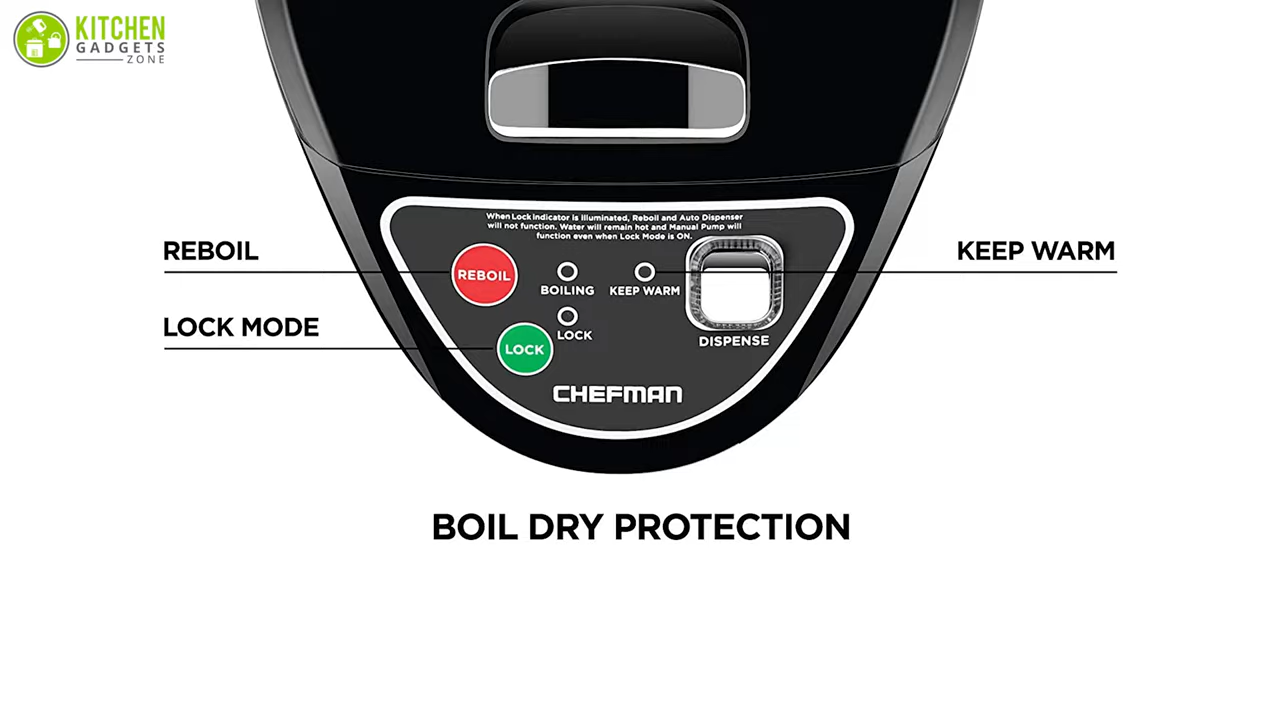 KITCHEN
GADGETS
ZONE
When Lock Indicator is illuminated, Reboil and Auto Dispenser
will not function. Water will remain hot and Manual Pump will
function even when Lock Mode is ON.
REBOIL
KEEP WARM
REBOIL
BOILING
KEEP WARM
LOCK MODE
LOCK
LOCK
DISPENSE
CHEFMAN
BOIL DRY PROTECTION